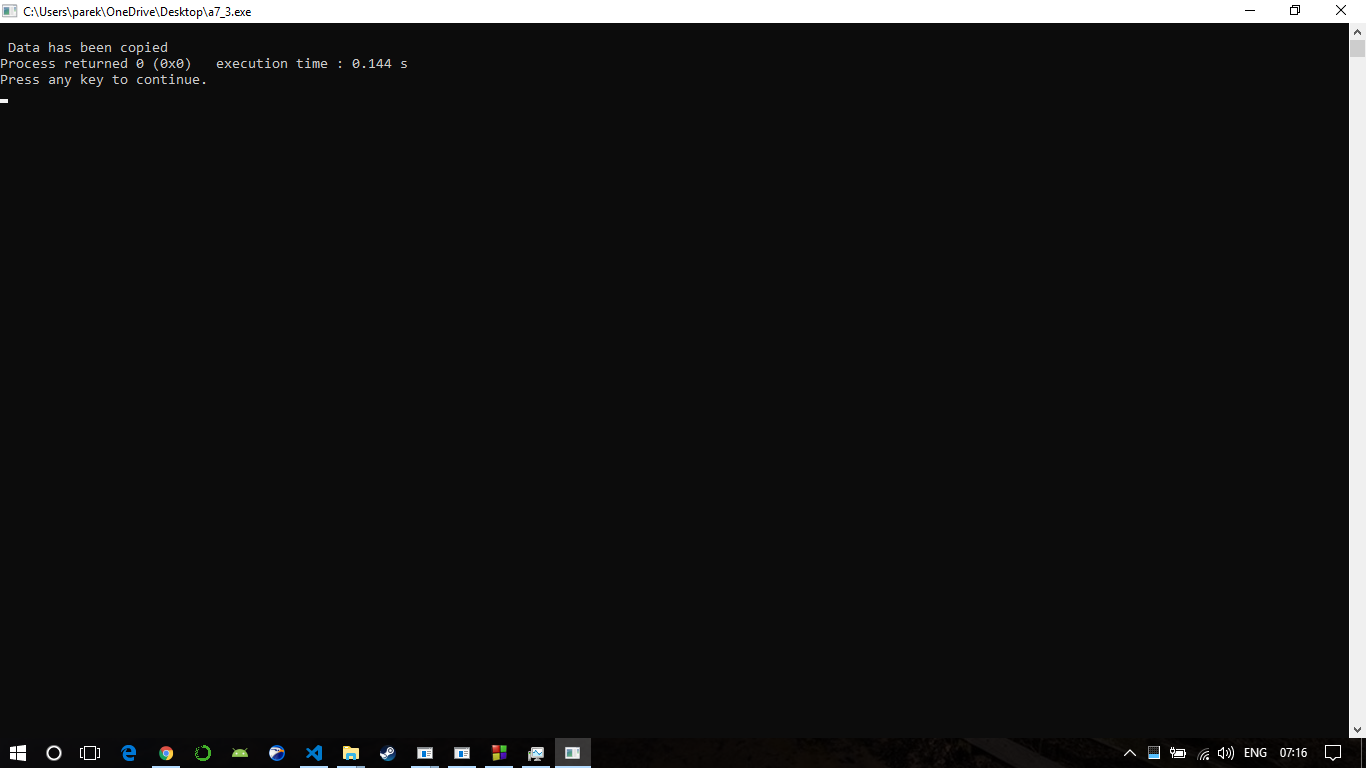 C:\Users\parek\OneDrive\Desktop\a7_3.exe
Data has been copied
Process returned 0 (0x0)   execution time : 0.144 s
Press any key to continue.
ENG
07:16